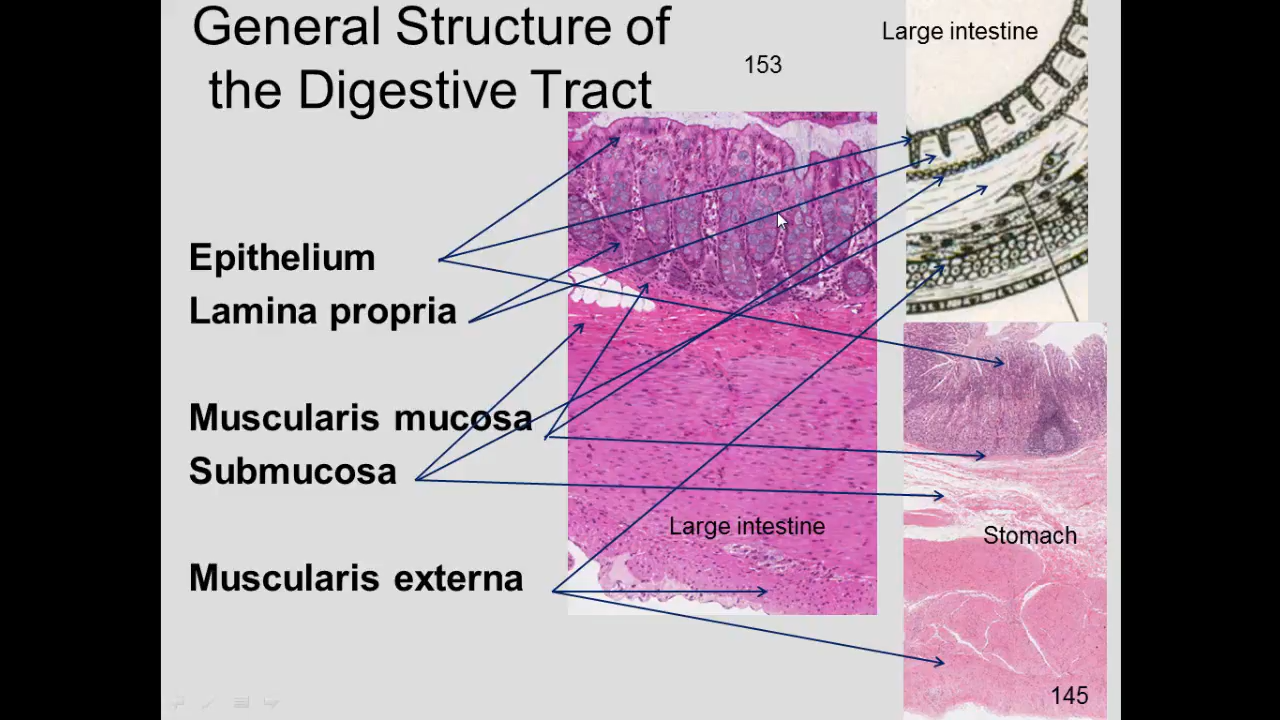 General Structure of
the Digestive Tract
153
Large intestine
Epithelium
Lamina propria
Muscularis mucosa
Submucosa
Muscularis externa
Large intestine
Stomach
145